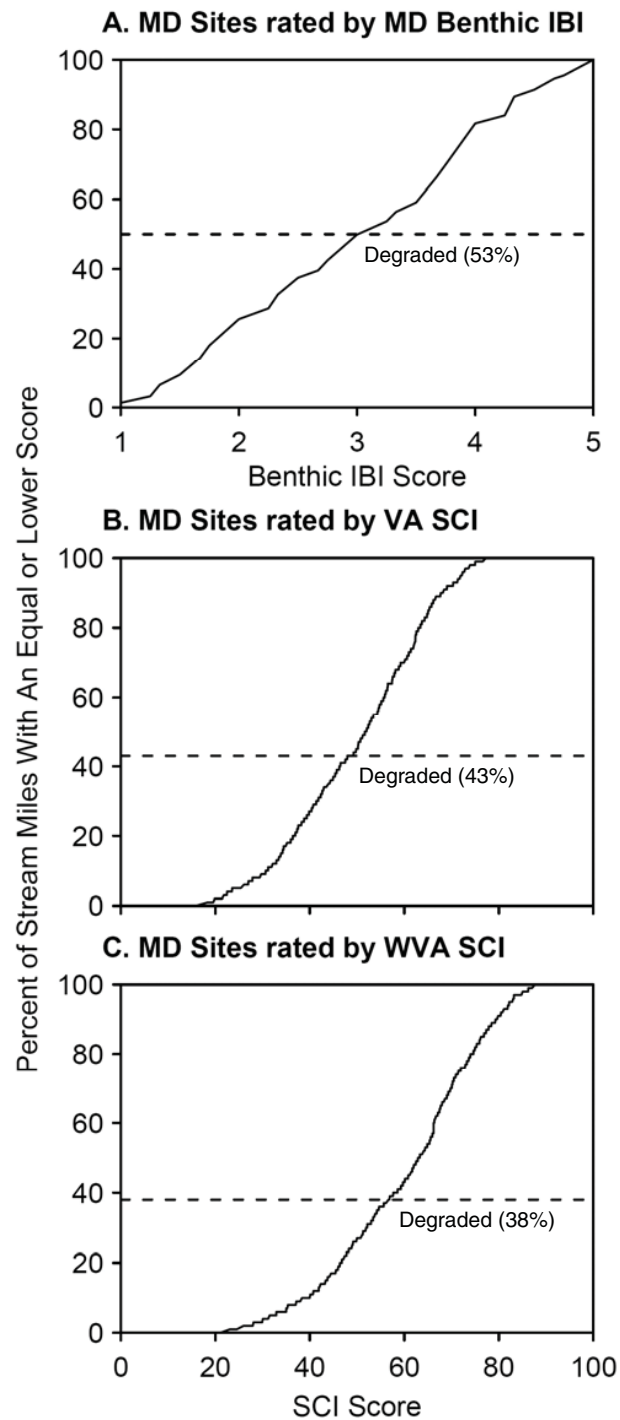 A. MD Sites rated by MD Benthic IBI
100
80
60
40
20
0
Degraded (53%)
1 2 3 4 5
Benthic IBI Score
B. MD Sites rated by VA SCI
100
80
60
40
20
0
Degraded (43%)
C. MD Sites rated by WVA SCI
100
80
60
40
20
0
Degraded (38%)
0 20 40 60 80 100
SCI Score
Percent of Stream Miles With An Equal or Lower Score